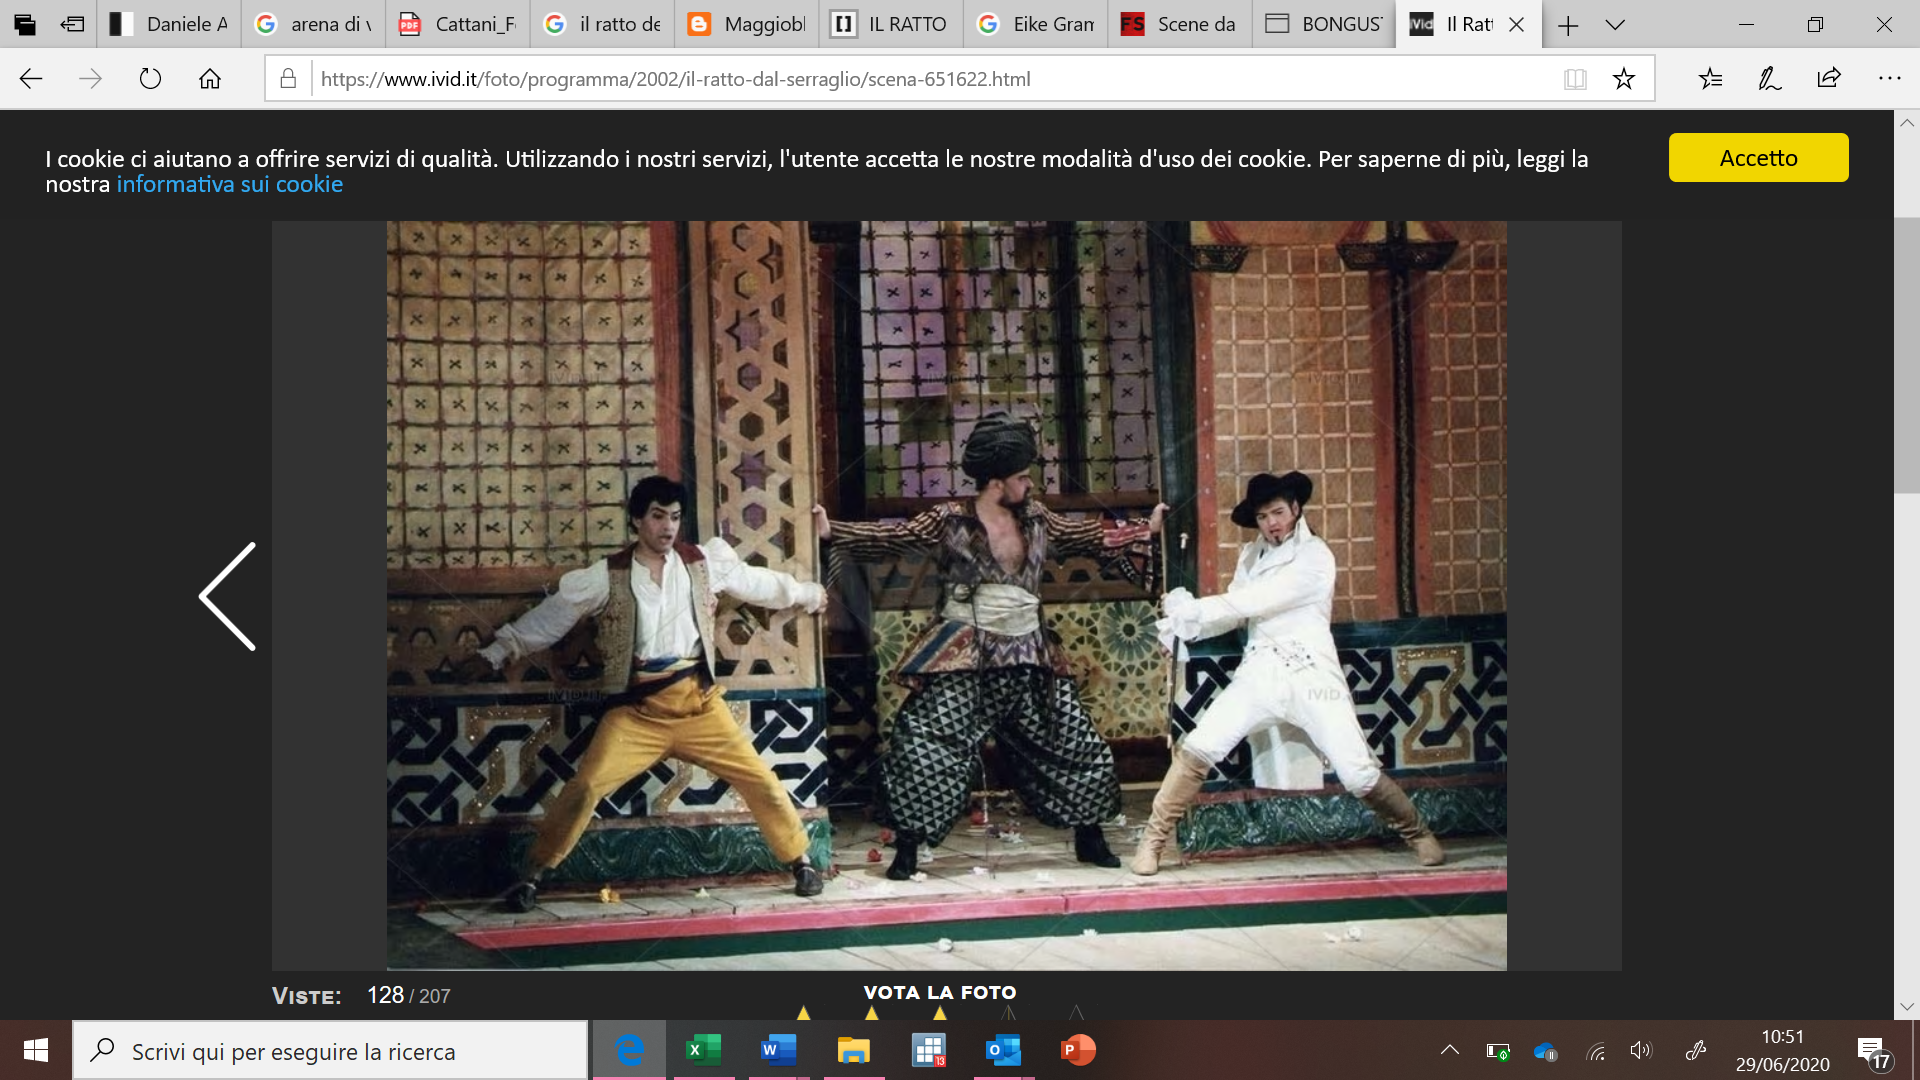 Daniele A
arena di v
Cattani_F
il ratto de
Maggiobl
IL RATTO
Eike Gram
Scene da
BONGUST
Il Ratt
https://www.ivid.it/foto/programma/2002/il-ratto-dal-serraglio/scena-651622.html
I cookie ci aiutano a offrire servizi di qualità. Utilizzando i nostri servizi, l'utente accetta le nostre modalità d'uso dei cookie. Per saperne di più, leggi la
nostra informativa sui cookie
Accetto
VISTE: 128 / 207
VOTA LA FOTO
Scrivi qui per eseguire la ricerca
10:51
29/06/2020
17